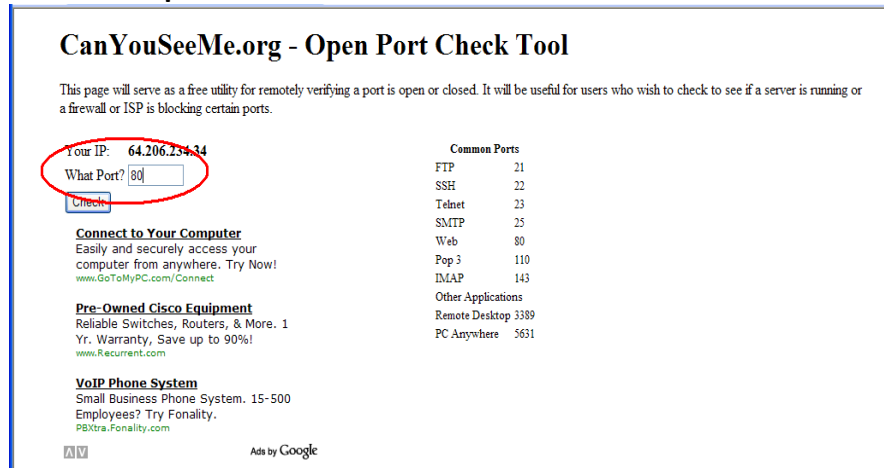 CanYouSeeMe.org - Open Port Check Tool
This page will serve as a free utility for remotely verifying a port is open or closed. It will be useful for users who wish to check to see if a server is running or
a firewall or ISP is blocking certain ports.
Your IP: 64.206.234.34
What Port? 80
Check
Connect to Your Computer
Easily and securely access your
computer from anywhere. Try Now!
www.GoToMyPC.com/Connect
Pre-Owned Cisco Equipment
Reliable Switches, Routers, & More. 1
Yr. Warranty, Save up to 90%!
www.Recurrent.com
VoIP Phone System
Small Business Phone System. 15-500
Employees? Try Fonality.
PBXtra.Fonality.com
Ads by Google
Common Ports
FTP 21
SSH 22
Telnet 23
SMTP 25
Web 80
Pop 3 110
IMAP 143
Other Applications
Remote Desktop 3389
PC Anywhere 5631